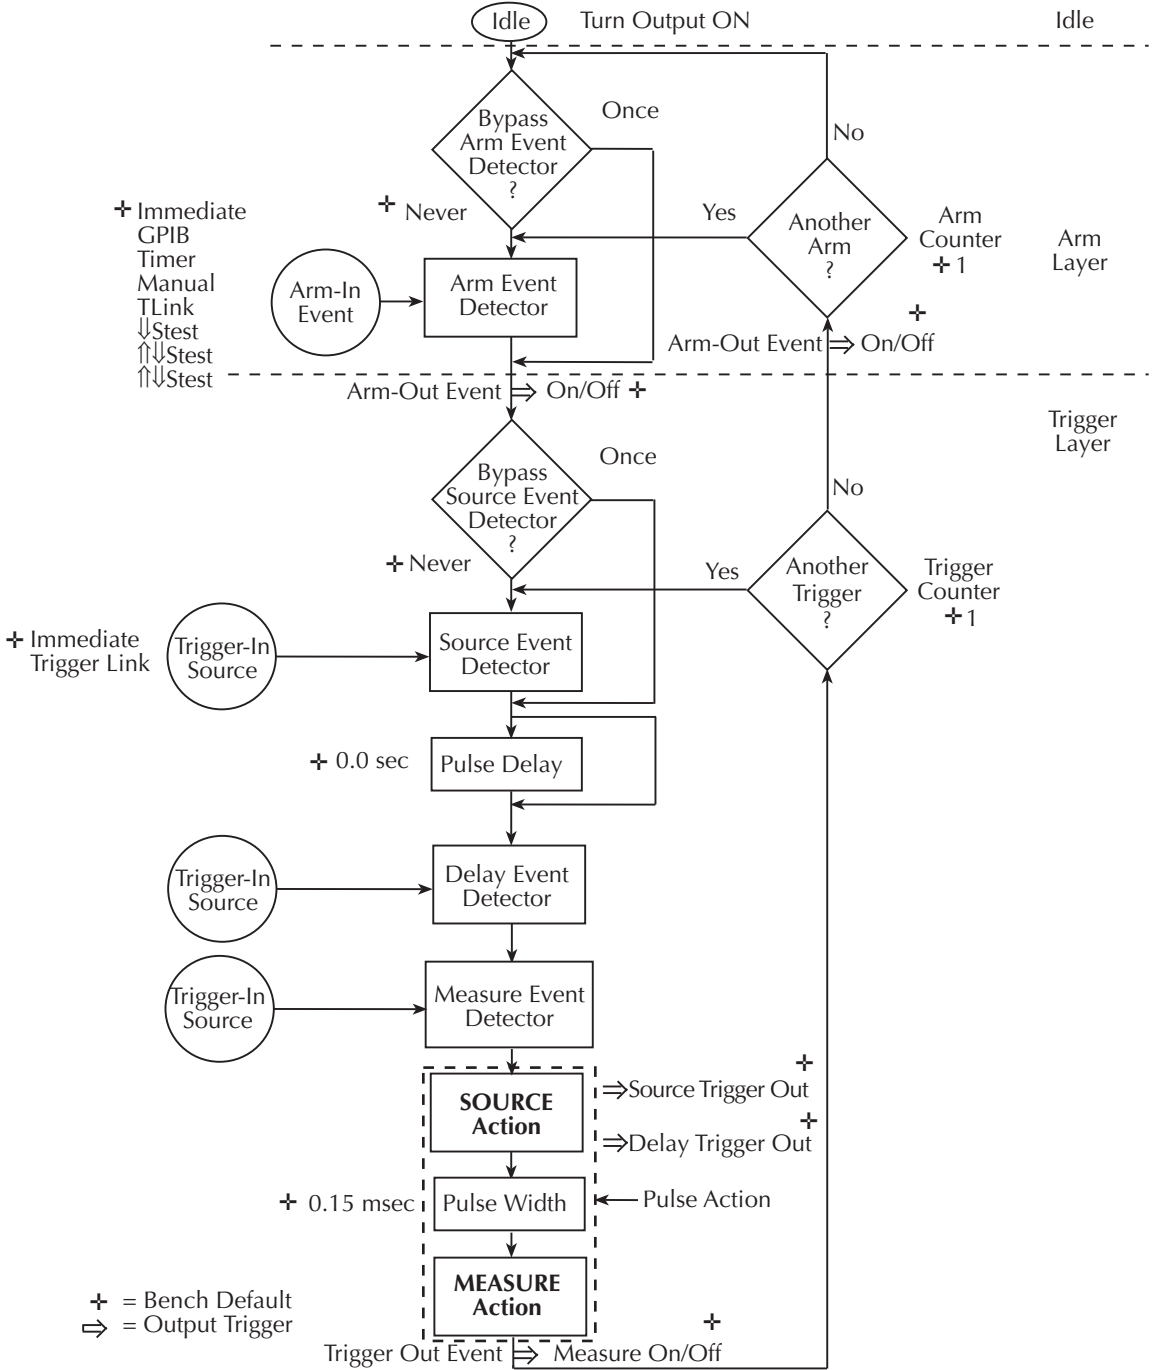 Idle
Turn Output ON
Idle
Bypass
Arm Event
Detector
?
Once
No
✛ Never
Yes
Another
Arm
?
Arm
Counter
✛ 1
Arm
Layer
✛ Immediate
GPIB
Timer
Manual
TLink
⇓Stest
⇑⇓Stest
⇑⇓Stest
Arm-In
Event
Arm Event
Detector
✛
Arm-Out Event ⇒ On/Off
Arm-Out Event ⇒ On/Off ✛
Trigger
Layer
Bypass
Source Event
Detector
?
Once
No
✛ Never
Yes
Another
Trigger
?
Trigger
Counter
✛ 1
✛ Immediate
Trigger Link
Trigger-In
Source
Source Event
Detector
✛ 0.0 sec
Pulse Delay
Trigger-In
Source
Delay Event
Detector
Trigger-In
Source
Measure Event
Detector
✛
⇒Source Trigger Out
✛
⇒Delay Trigger Out
SOURCE
Action
✛ 0.15 msec
Pulse Width
Pulse Action
MEASURE
Action
✛ = Bench Default
⇒ = Output Trigger
✛
Trigger Out Event ⇒ Measure On/Off